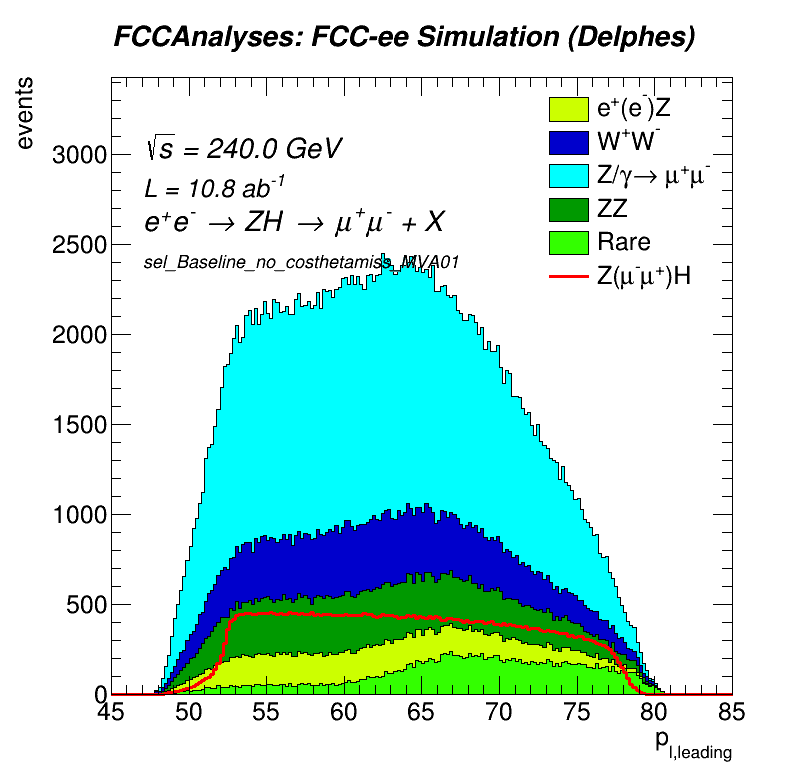 FCCAnalyses: FCC-ee Simulation (Delphes)
events
√s = 240.0 GeV
L = 10.8 ab⁻¹
e⁺e⁻ → ZH → μ⁺μ⁻ + X
sel_Baseline_no_costhetamiss_MVA01
e⁺(e⁻)Z
W⁺W⁻
Z/γ→ μ⁺μ⁻
ZZ
Rare
Z(μ⁻μ⁺)H
3000
2500
2000
1500
1000
500
0
45 50 55 60 65 70 75 80 85
p_l,leading